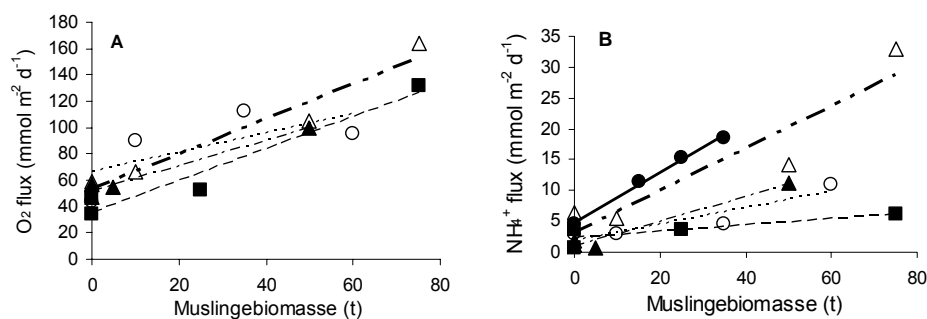 A
O₂ flux (mmol m⁻² d⁻¹)
180
160
140
120
100
80
60
40
20
0
0 20 40 60 80
Muslingebiomasse (t)
B
NH₄⁺ flux (mmol m⁻² d⁻¹)
35
30
25
20
15
10
5
0
0 20 40 60 80
Muslingebiomasse (t)